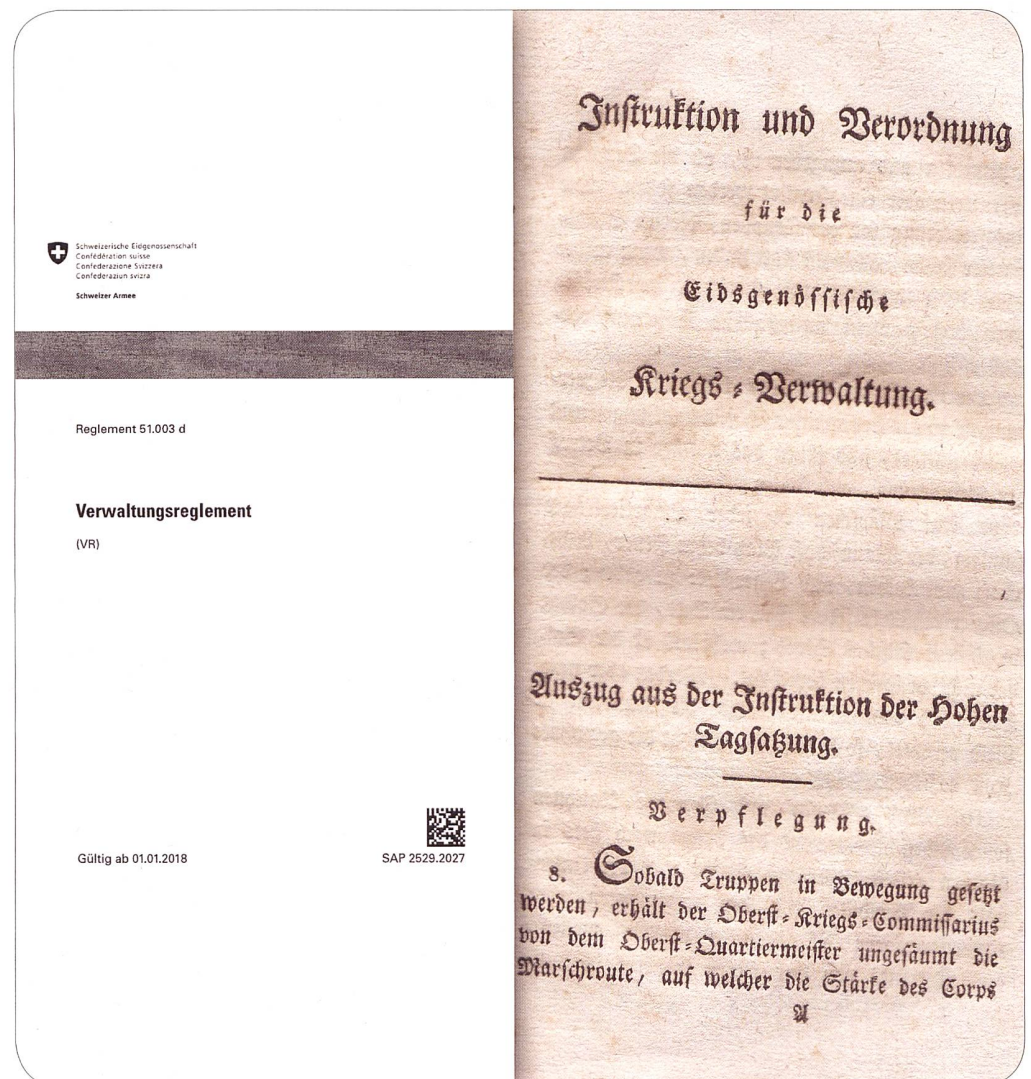 Schweizerische Eidgenossenschaft
Confédération suisse
Confederazione Svizzera
Confederaziun svizra
Schweizer Armee
Reglement 51.003 d
Verwaltungsreglement
(VR)
Gültig ab 01.01.2018
SAP 2529.2027
Inſtruktion und Verordnung
für die
Eidsgenöſſiſche
Kriegs-Verwaltung.
Auszug aus der Inſtruktion der Hohen
Tagſatzung.
Verpflegung.
8. Sobald Truppen in Bewegung geſetzt
werden, erhält der Oberſt-Kriegs-Commiſſarius
von dem Oberſt-Quartiermeiſter ungeſäumt die
Marſchroute, auf welcher die Stärke des Corps
A